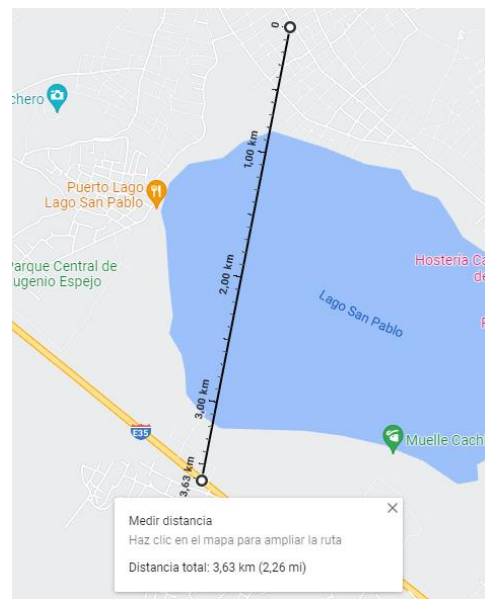 0
chero
1,00 km
Puerto Lago
Lago San Pablo
Parque Central de
ugenio Espejo
2,00 km
Hostería Ca
de
Lago San Pablo
3,00 km
E35
Muelle Cach
3,63 km
Medir distancia
Haz clic en el mapa para ampliar la ruta
Distancia total: 3,63 km (2,26 mi)